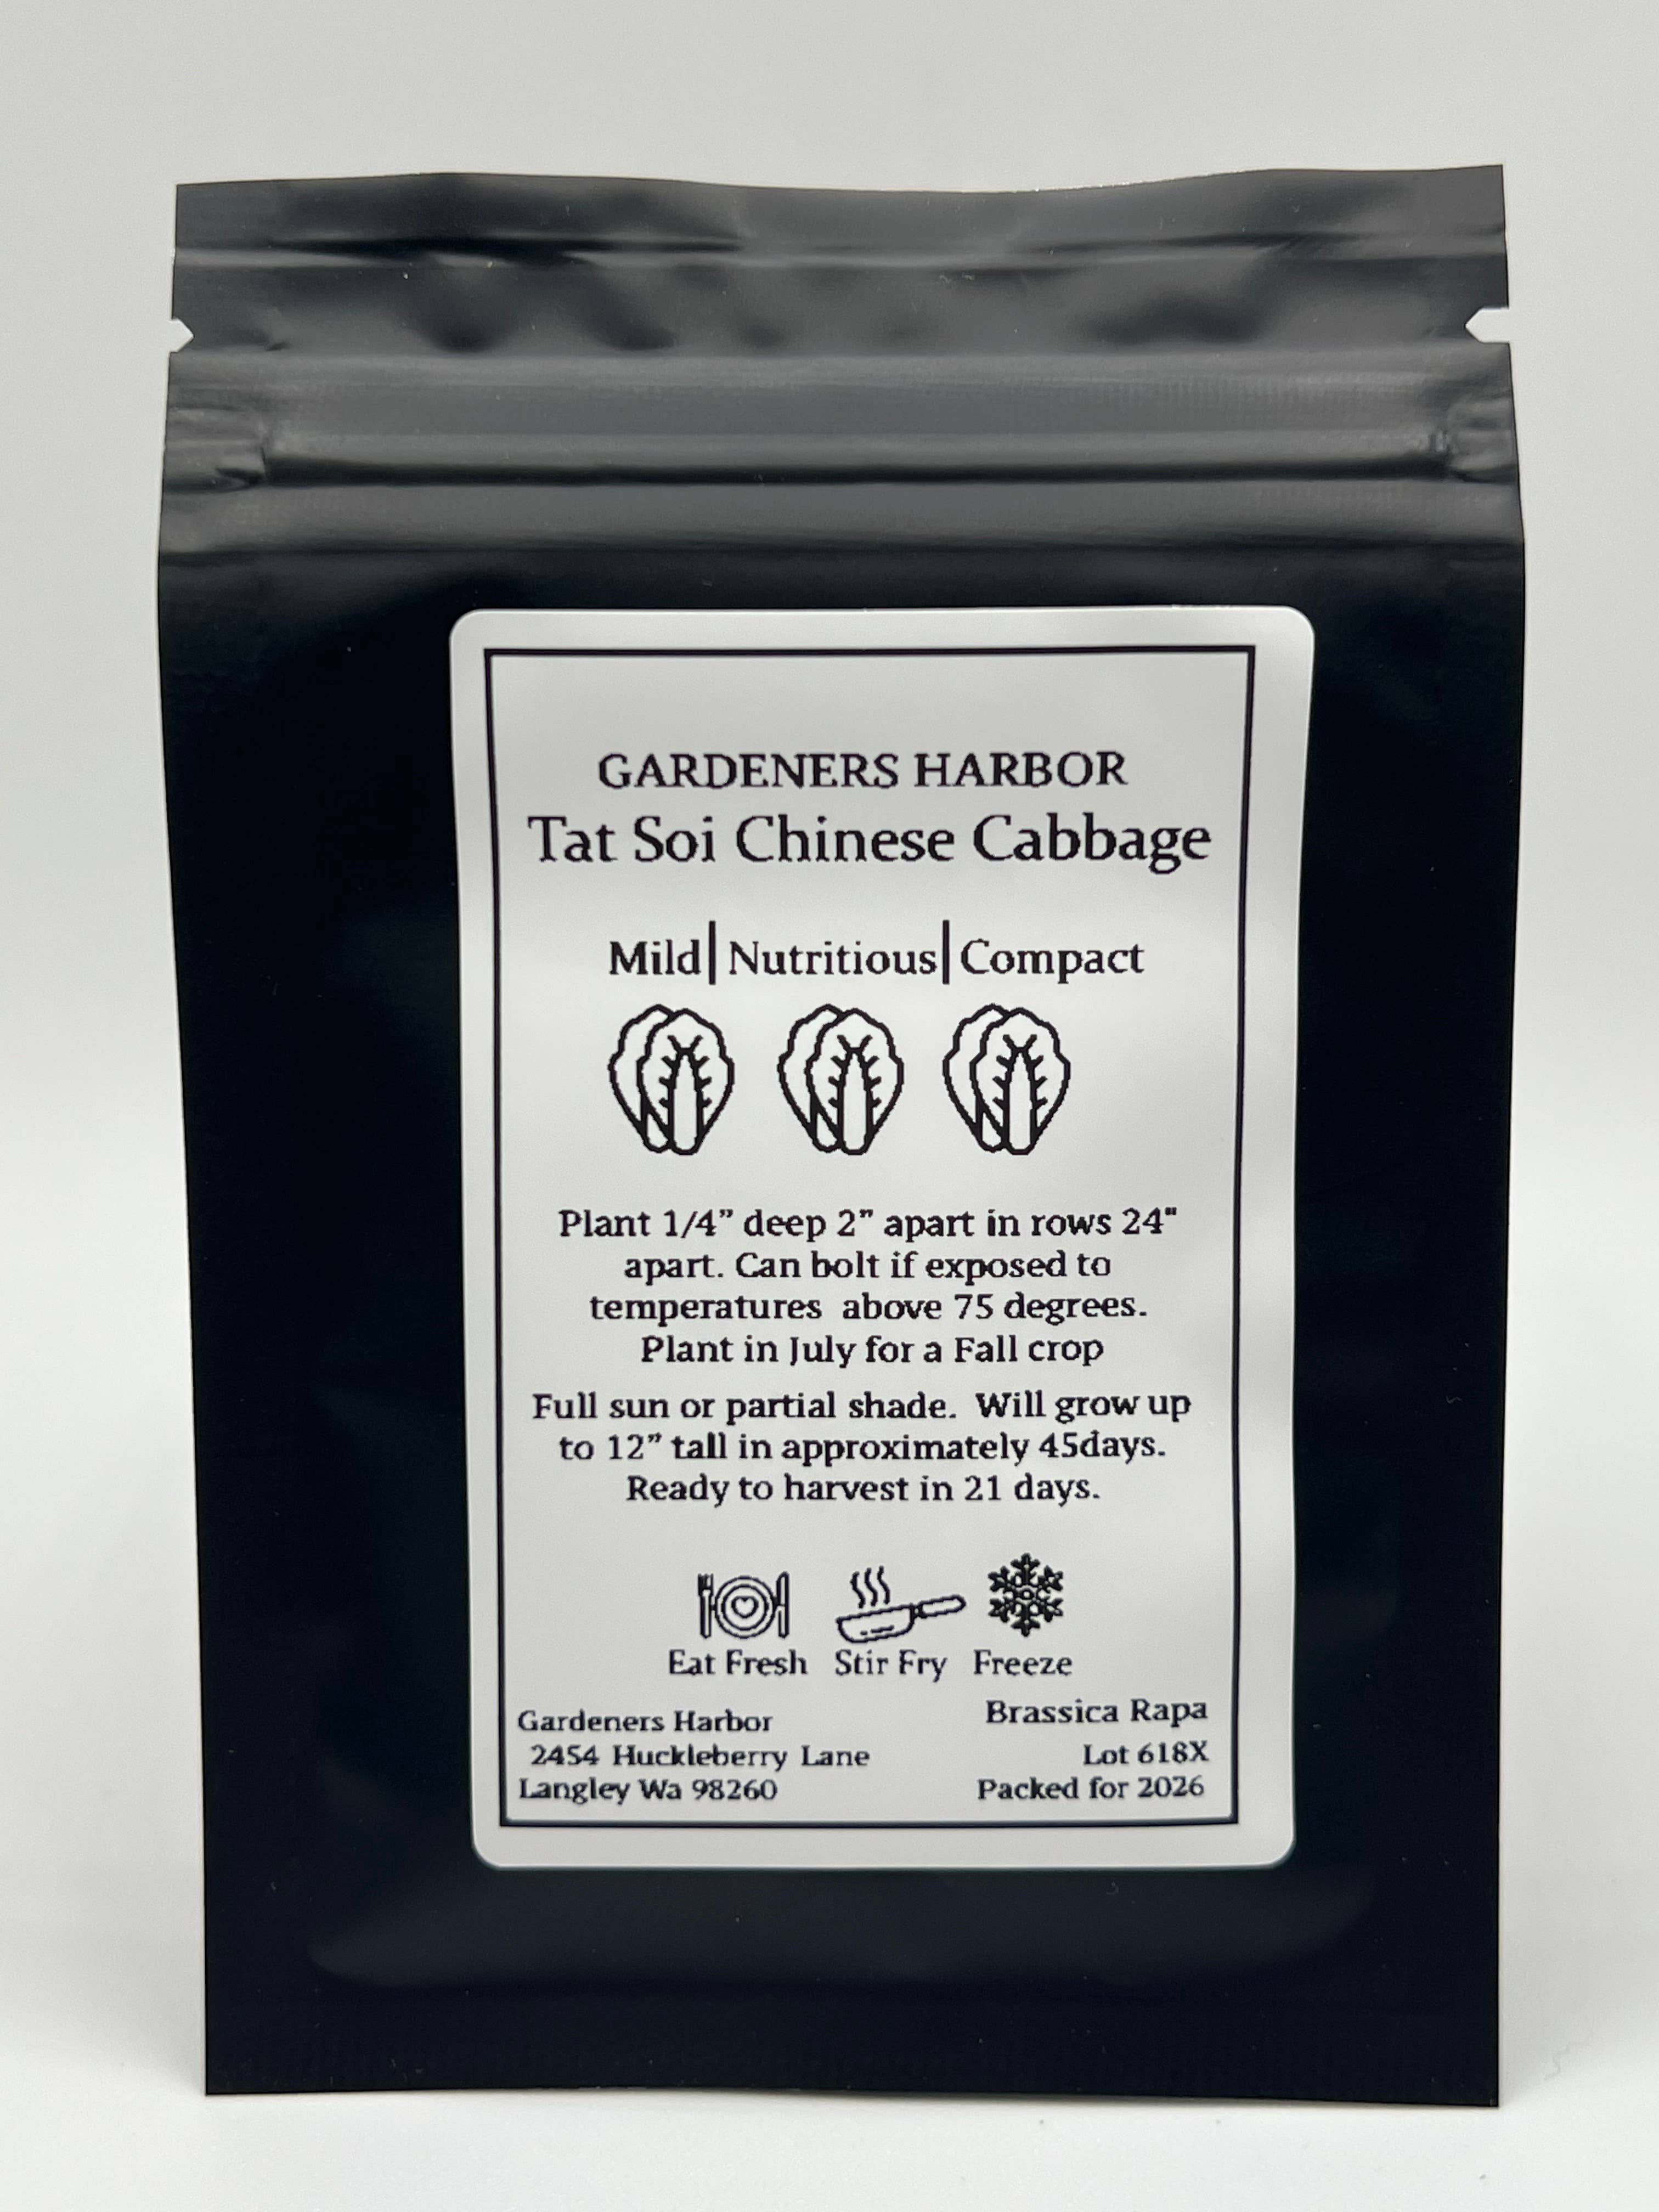 GARDENERS HARBOR
Tat Soi Chinese Cabbage
Mild|Nutritious|Compact
Plant 1/4” deep 2” apart in rows 24"
apart. Can bolt if exposed to
temperatures above 75 degrees.
Plant in July for a Fall crop
Full sun or partial shade. Will grow up
to 12” tall in approximately 45days.
Ready to harvest in 21 days.
Eat Fresh Stir Fry Freeze
Gardeners Harbor
2454 Huckleberry Lane
Langley Wa 98260
Brassica Rapa
Lot 618X
Packed for 2026